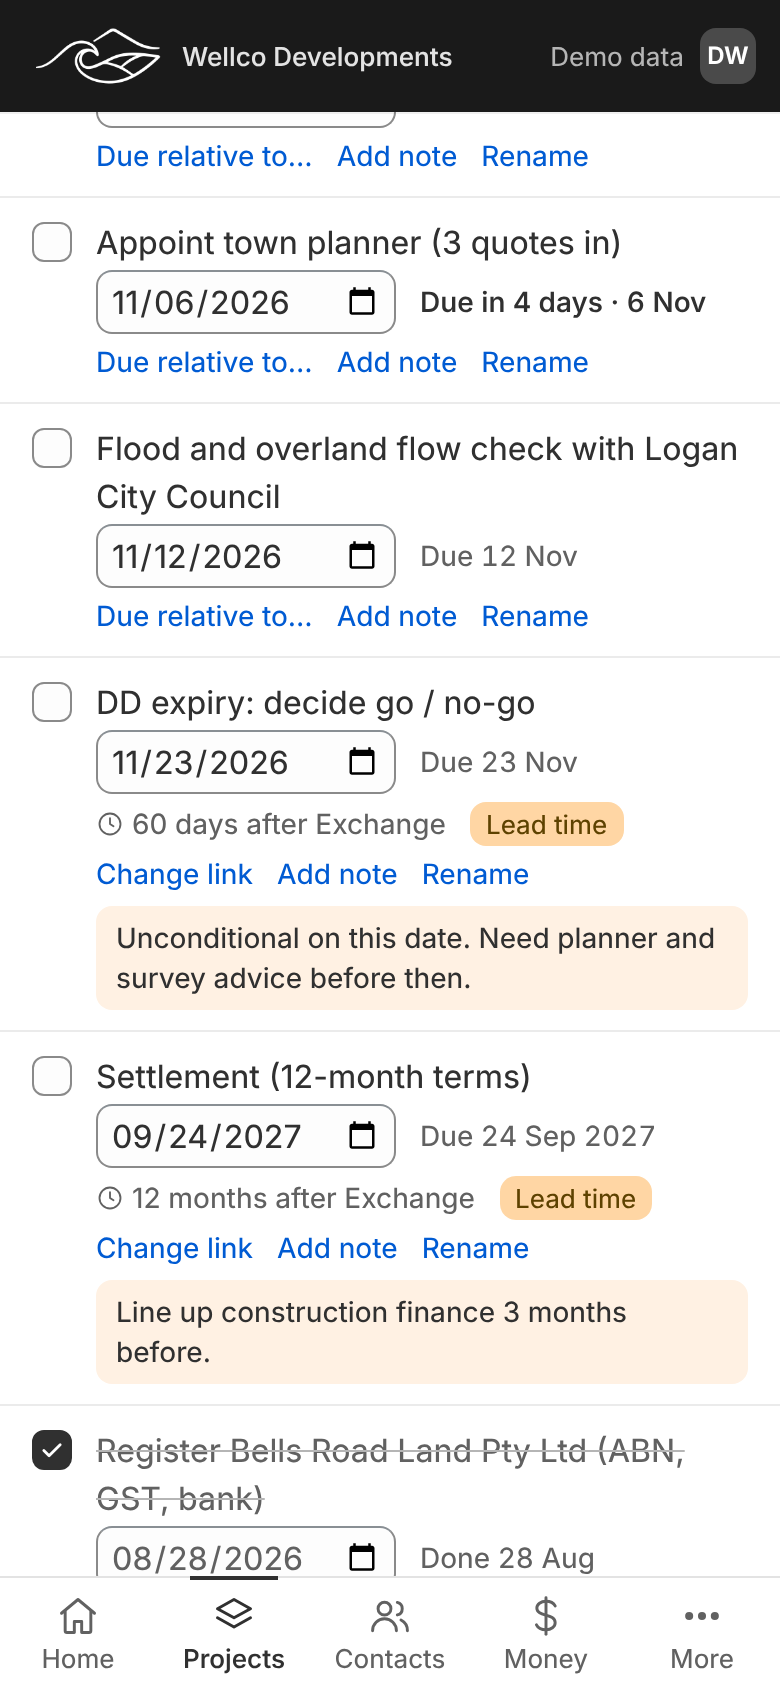 Wellco Developments
Demo data
DW
Due relative to...
Add note
Rename
Appoint town planner (3 quotes in)
11/06/2026
Due in 4 days · 6 Nov
Due relative to...
Add note
Rename
Flood and overland flow check with Logan
City Council
11/12/2026
Due 12 Nov
Due relative to...
Add note
Rename
DD expiry: decide go / no-go
11/23/2026
Due 23 Nov
60 days after Exchange
Lead time
Change link
Add note
Rename
Unconditional on this date. Need planner and
survey advice before then.
Settlement (12-month terms)
09/24/2027
Due 24 Sep 2027
12 months after Exchange
Lead time
Change link
Add note
Rename
Line up construction finance 3 months
before.
Register Bells Road Land Pty Ltd (ABN,
GST, bank)
08/28/2026
Done 28 Aug
Home
Projects
Contacts
Money
More